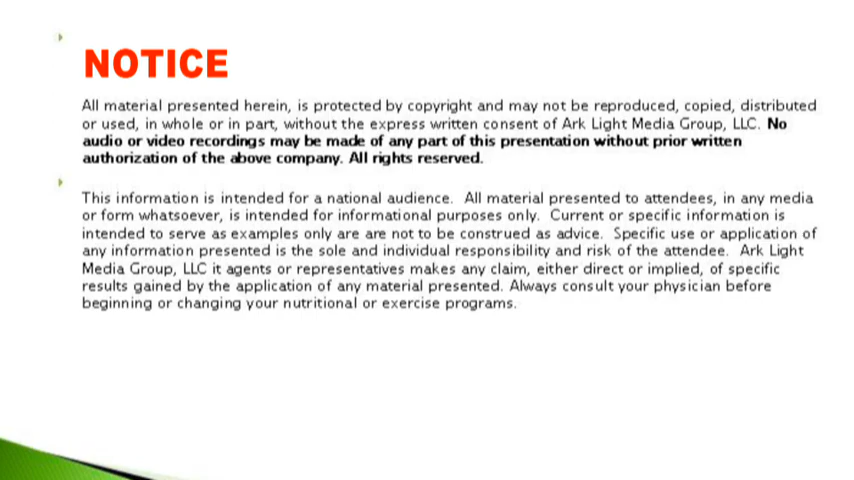 NOTICE
All material presented herein, is protected by copyright and may not be reproduced, copied, distributed
or used, in whole or in part, without the express written consent of Ark Light Media Group, LLC. No
audio or video recordings may be made of any part of this presentation without prior written
authorization of the above company. All rights reserved.
This information is intended for a national audience. All material presented to attendees, in any media
or form whatsoever, is intended for informational purposes only. Current or specific information is
intended to serve as examples only are are not to be construed as advice. Specific use or application of
any information presented is the sole and individual responsibility and risk of the attendee. Ark Light
Media Group, LLC it agents or representatives makes any claim, either direct or implied, of specific
results gained by the application of any material presented. Always consult your physician before
beginning or changing your nutritional or exercise programs.